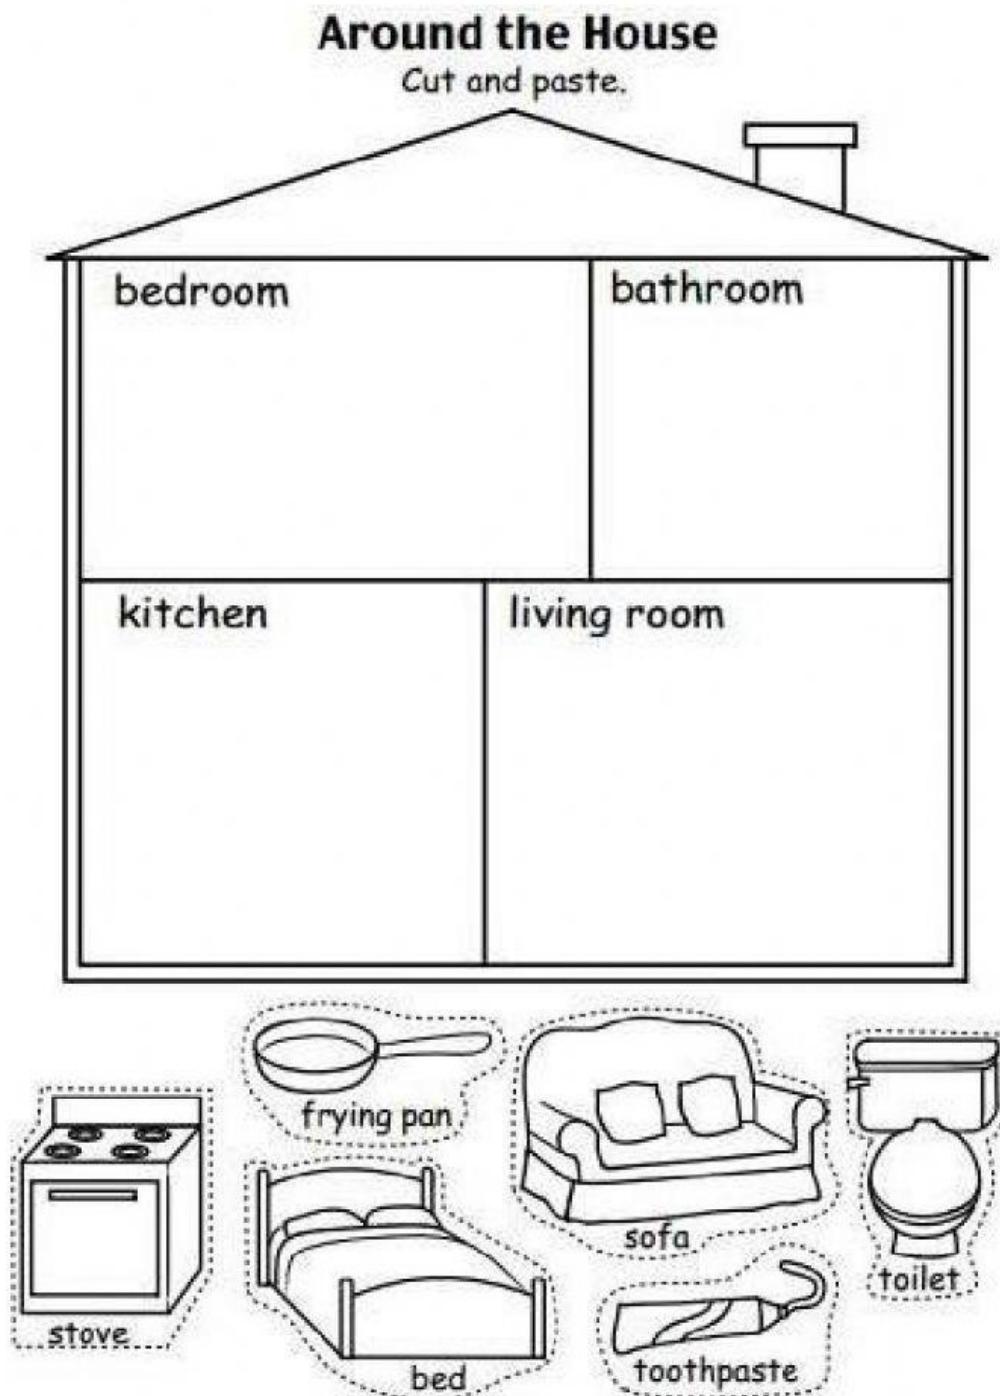 Around the House
Cut and paste.
bedroom
bathroom
kitchen
living room
frying pan
sofa
toilet
stove
bed
toothpaste